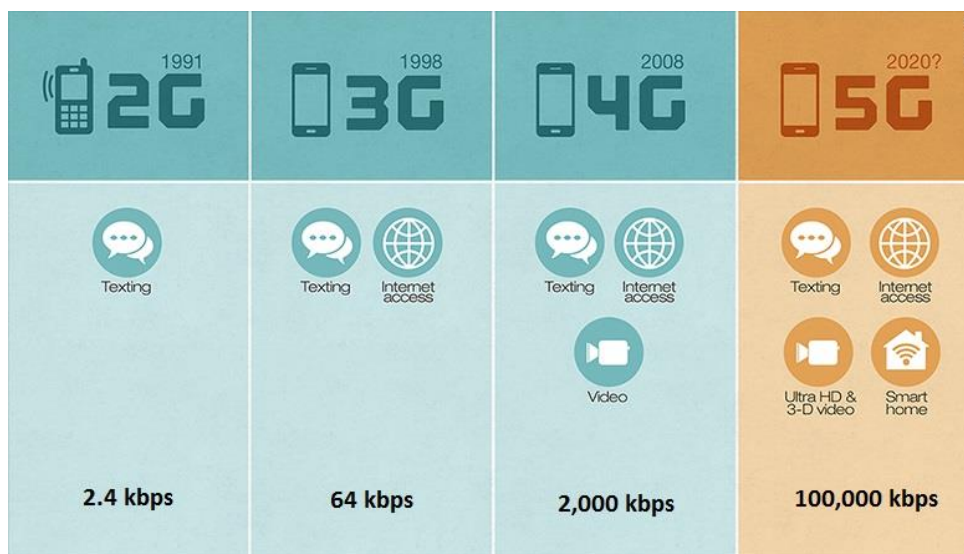 1991
2G
1998
3G
2008
4G
2020?
5G
Texting
Texting
Internet
access
Texting
Internet
access
Video
Texting
Internet
access
Ultra HD &
3-D video
Smart
home
2.4 kbps
64 kbps
2,000 kbps
100,000 kbps